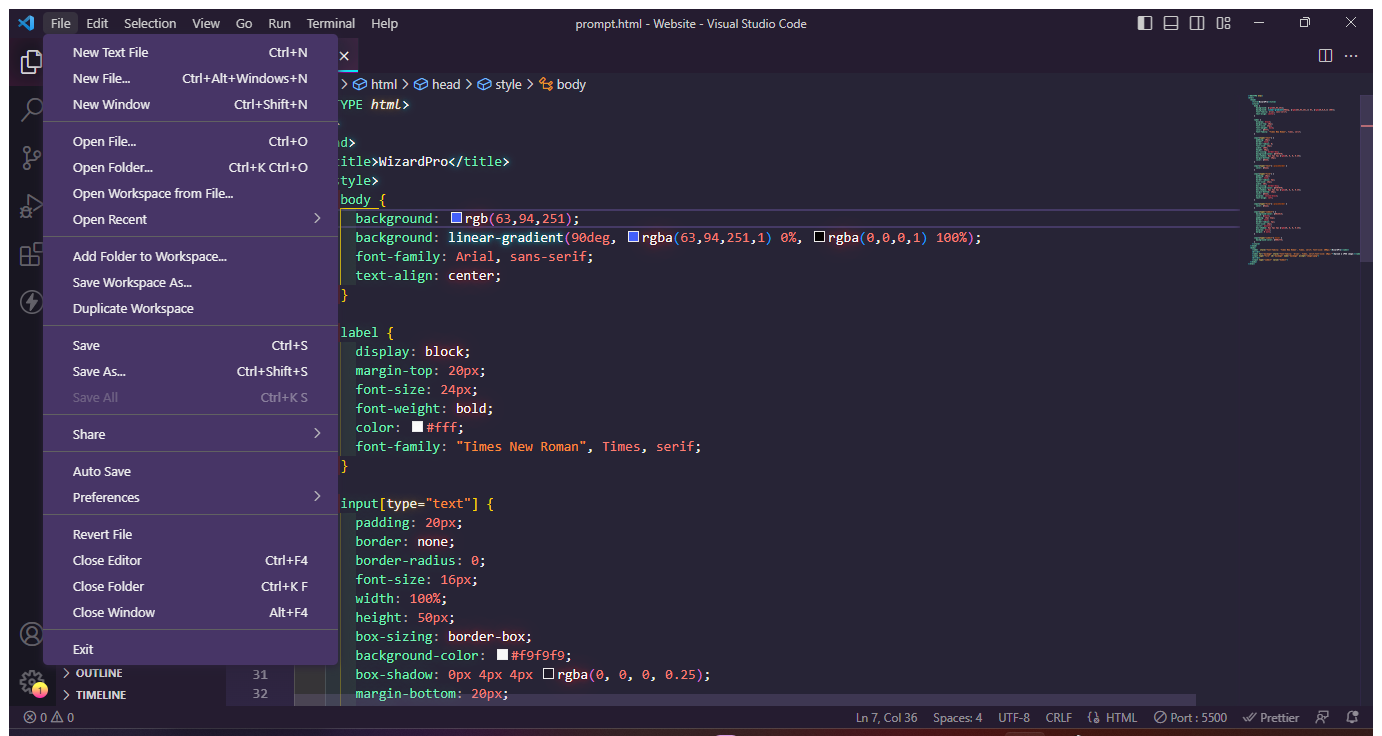 File Edit Selection View Go Run Terminal Help
prompt.html - Website - Visual Studio Code
New Text File Ctrl+N
New File... Ctrl+Alt+Windows+N
New Window Ctrl+Shift+N
Open File... Ctrl+O
Open Folder... Ctrl+K Ctrl+O
Open Workspace from File...
Open Recent
Add Folder to Workspace...
Save Workspace As...
Duplicate Workspace
Save Ctrl+S
Save As... Ctrl+Shift+S
Save All Ctrl+K S
Share
Auto Save
Preferences
Revert File
Close Editor Ctrl+F4
Close Folder Ctrl+K F
Close Window Alt+F4
Exit
OUTLINE
TIMELINE
1
> html > head > style > body
YPE html>
>
d>
itle>WizardPro</title>
tyle>
body {
background: rgb(63,94,251);
background: linear-gradient(90deg, rgba(63,94,251,1) 0%, rgba(0,0,0,1) 100%);
font-family: Arial, sans-serif;
text-align: center;
}
label {
display: block;
margin-top: 20px;
font-size: 24px;
font-weight: bold;
color: #fff;
font-family: "Times New Roman", Times, serif;
}
input[type="text"] {
padding: 20px;
border: none;
border-radius: 0;
font-size: 16px;
width: 100%;
height: 50px;
box-sizing: border-box;
background-color: #f9f9f9;
31 box-shadow: 0px 4px 4px rgba(0, 0, 0, 0.25);
32 margin-bottom: 20px;
0 0 Ln 7, Col 36 Spaces: 4 UTF-8 CRLF HTML Port : 5500 Prettier